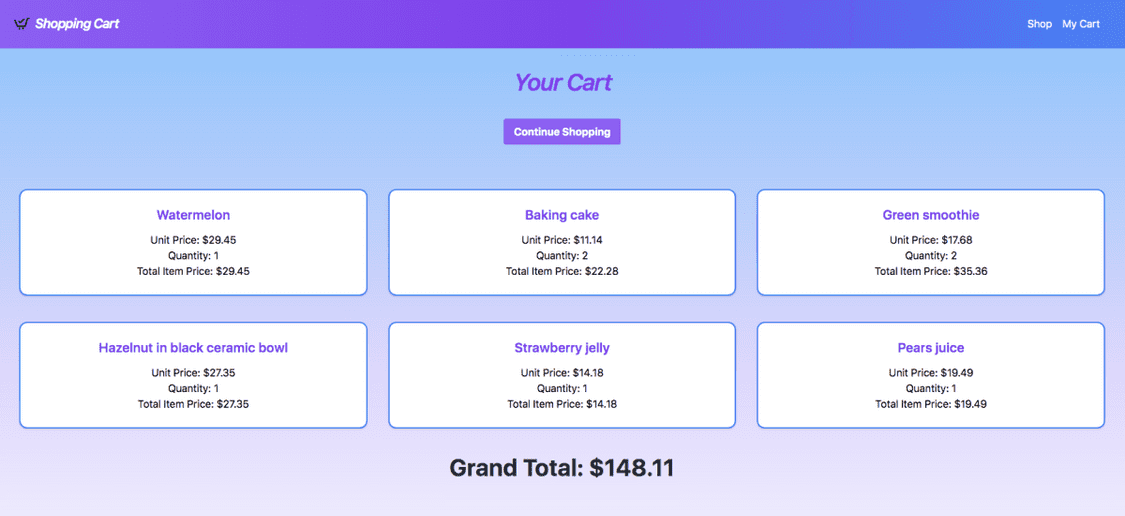 Shopping Cart
Shop
My Cart
Your Cart
Continue Shopping
Watermelon
Unit Price: $29.45
Quantity: 1
Total Item Price: $29.45
Baking cake
Unit Price: $11.14
Quantity: 2
Total Item Price: $22.28
Green smoothie
Unit Price: $17.68
Quantity: 2
Total Item Price: $35.36
Hazelnut in black ceramic bowl
Unit Price: $27.35
Quantity: 1
Total Item Price: $27.35
Strawberry jelly
Unit Price: $14.18
Quantity: 1
Total Item Price: $14.18
Pears juice
Unit Price: $19.49
Quantity: 1
Total Item Price: $19.49
Grand Total: $148.11